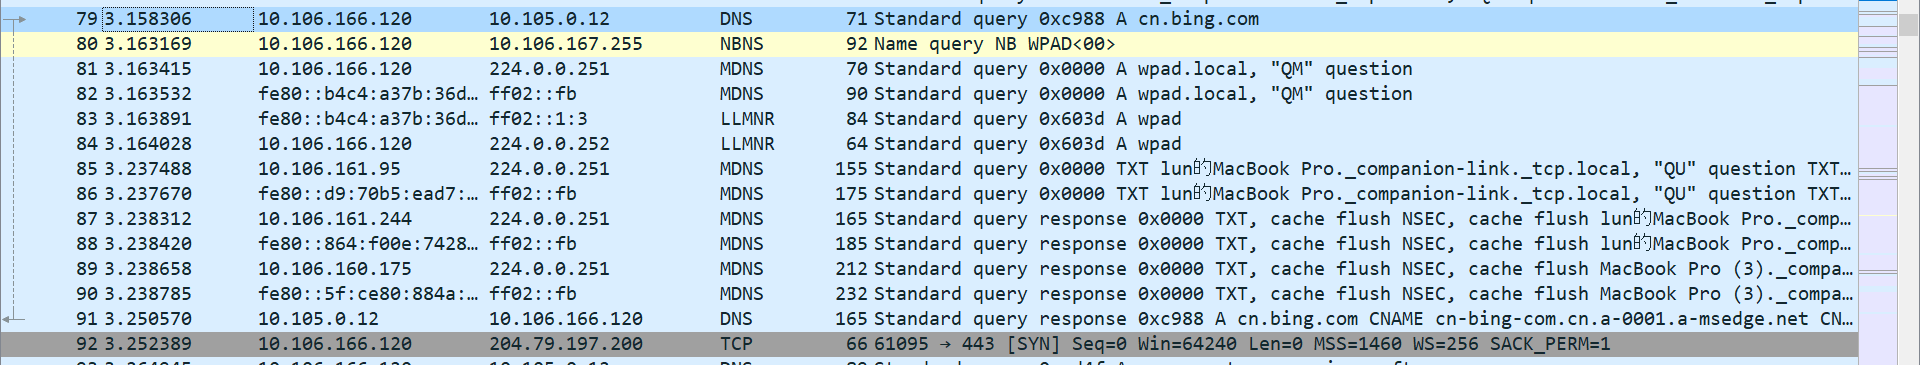 79 3.158306 10.106.166.120 10.105.0.12 DNS 71 Standard query 0xc988 A cn.bing.com
80 3.163169 10.106.166.120 10.106.167.255 NBNS 92 Name query NB WPAD<00>
81 3.163415 10.106.166.120 224.0.0.251 MDNS 70 Standard query 0x0000 A wpad.local, "QM" question
82 3.163532 fe80::b4c4:a37b:36d… ff02::fb MDNS 90 Standard query 0x0000 A wpad.local, "QM" question
83 3.163891 fe80::b4c4:a37b:36d… ff02::1:3 LLMNR 84 Standard query 0x603d A wpad
84 3.164028 10.106.166.120 224.0.0.252 LLMNR 64 Standard query 0x603d A wpad
85 3.237488 10.106.161.95 224.0.0.251 MDNS 155 Standard query 0x0000 TXT lun的MacBook Pro._companion-link._tcp.local, "QU" question TXT…
86 3.237670 fe80::d9:70b5:ead7:… ff02::fb MDNS 175 Standard query 0x0000 TXT lun的MacBook Pro._companion-link._tcp.local, "QU" question TXT…
87 3.238312 10.106.161.244 224.0.0.251 MDNS 165 Standard query response 0x0000 TXT, cache flush NSEC, cache flush lun的MacBook Pro._comp…
88 3.238420 fe80::864:f00e:7428… ff02::fb MDNS 185 Standard query response 0x0000 TXT, cache flush NSEC, cache flush lun的MacBook Pro._comp…
89 3.238658 10.106.160.175 224.0.0.251 MDNS 212 Standard query response 0x0000 TXT, cache flush NSEC, cache flush MacBook Pro (3)._compa…
90 3.238785 fe80::5f:ce80:884a:… ff02::fb MDNS 232 Standard query response 0x0000 TXT, cache flush NSEC, cache flush MacBook Pro (3)._compa…
91 3.250570 10.105.0.12 10.106.166.120 DNS 165 Standard query response 0xc988 A cn.bing.com CNAME cn-bing-com.cn.a-0001.a-msedge.net CN…
92 3.252389 10.106.166.120 204.79.197.200 TCP 66 61095 → 443 [SYN] Seq=0 Win=64240 Len=0 MSS=1460 WS=256 SACK_PERM=1